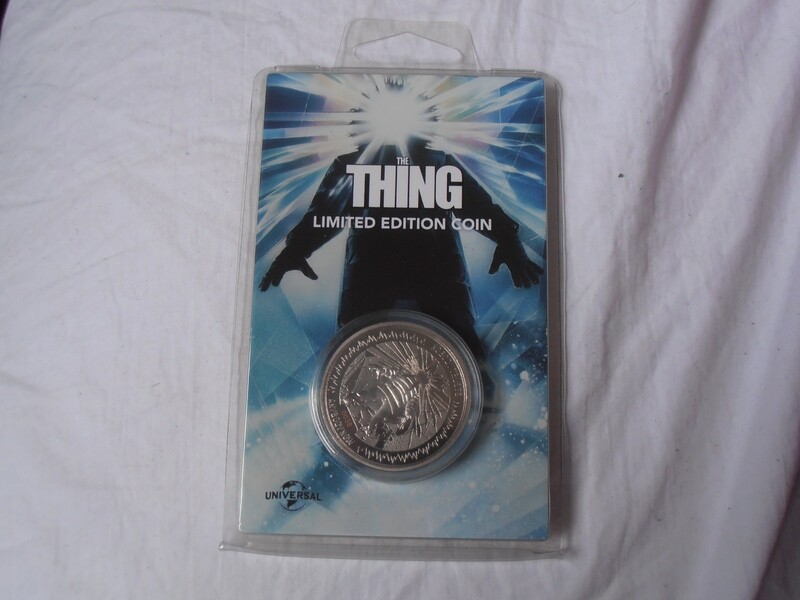 THE
THING
LIMITED EDITION COIN
UNIVERSAL